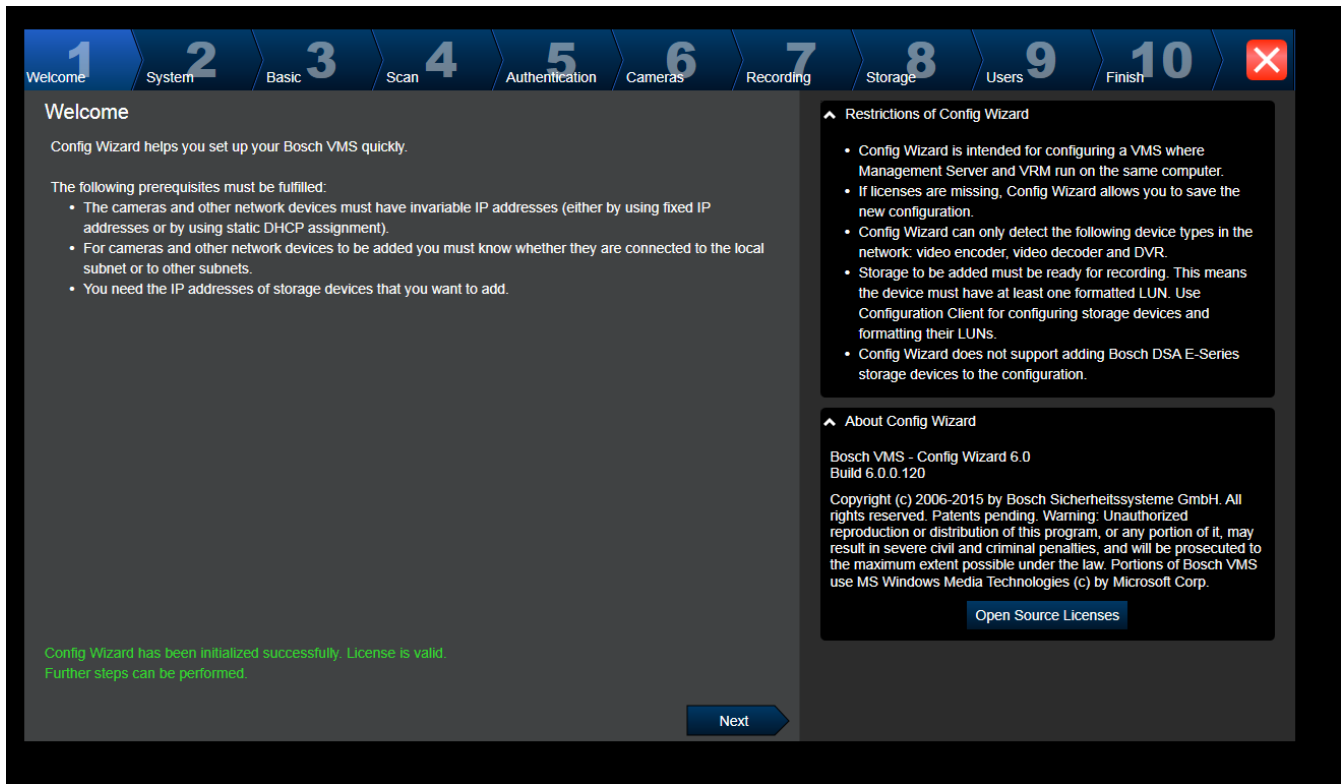 1 Welcome
2 System
3 Basic
4 Scan
5 Authentication
6 Cameras
7 Recording
8 Storage
9 Users
10 Finish
Welcome
Config Wizard helps you set up your Bosch VMS quickly.
The following prerequisites must be fulfilled:
• The cameras and other network devices must have invariable IP addresses (either by using fixed IP
addresses or by using static DHCP assignment).
• For cameras and other network devices to be added you must know whether they are connected to the local
subnet or to other subnets.
• You need the IP addresses of storage devices that you want to add.
Config Wizard has been initialized successfully. License is valid.
Further steps can be performed.
Next
Restrictions of Config Wizard
• Config Wizard is intended for configuring a VMS where
Management Server and VRM run on the same computer.
• If licenses are missing, Config Wizard allows you to save the
new configuration.
• Config Wizard can only detect the following device types in the
network: video encoder, video decoder and DVR.
• Storage to be added must be ready for recording. This means
the device must have at least one formatted LUN. Use
Configuration Client for configuring storage devices and
formatting their LUNs.
• Config Wizard does not support adding Bosch DSA E-Series
storage devices to the configuration.
About Config Wizard
Bosch VMS - Config Wizard 6.0
Build 6.0.0.120
Copyright (c) 2006-2015 by Bosch Sicherheitssysteme GmbH. All
rights reserved. Patents pending. Warning: Unauthorized
reproduction or distribution of this program, or any portion of it, may
result in severe civil and criminal penalties, and will be prosecuted to
the maximum extent possible under the law. Portions of Bosch VMS
use MS Windows Media Technologies (c) by Microsoft Corp.
Open Source Licenses